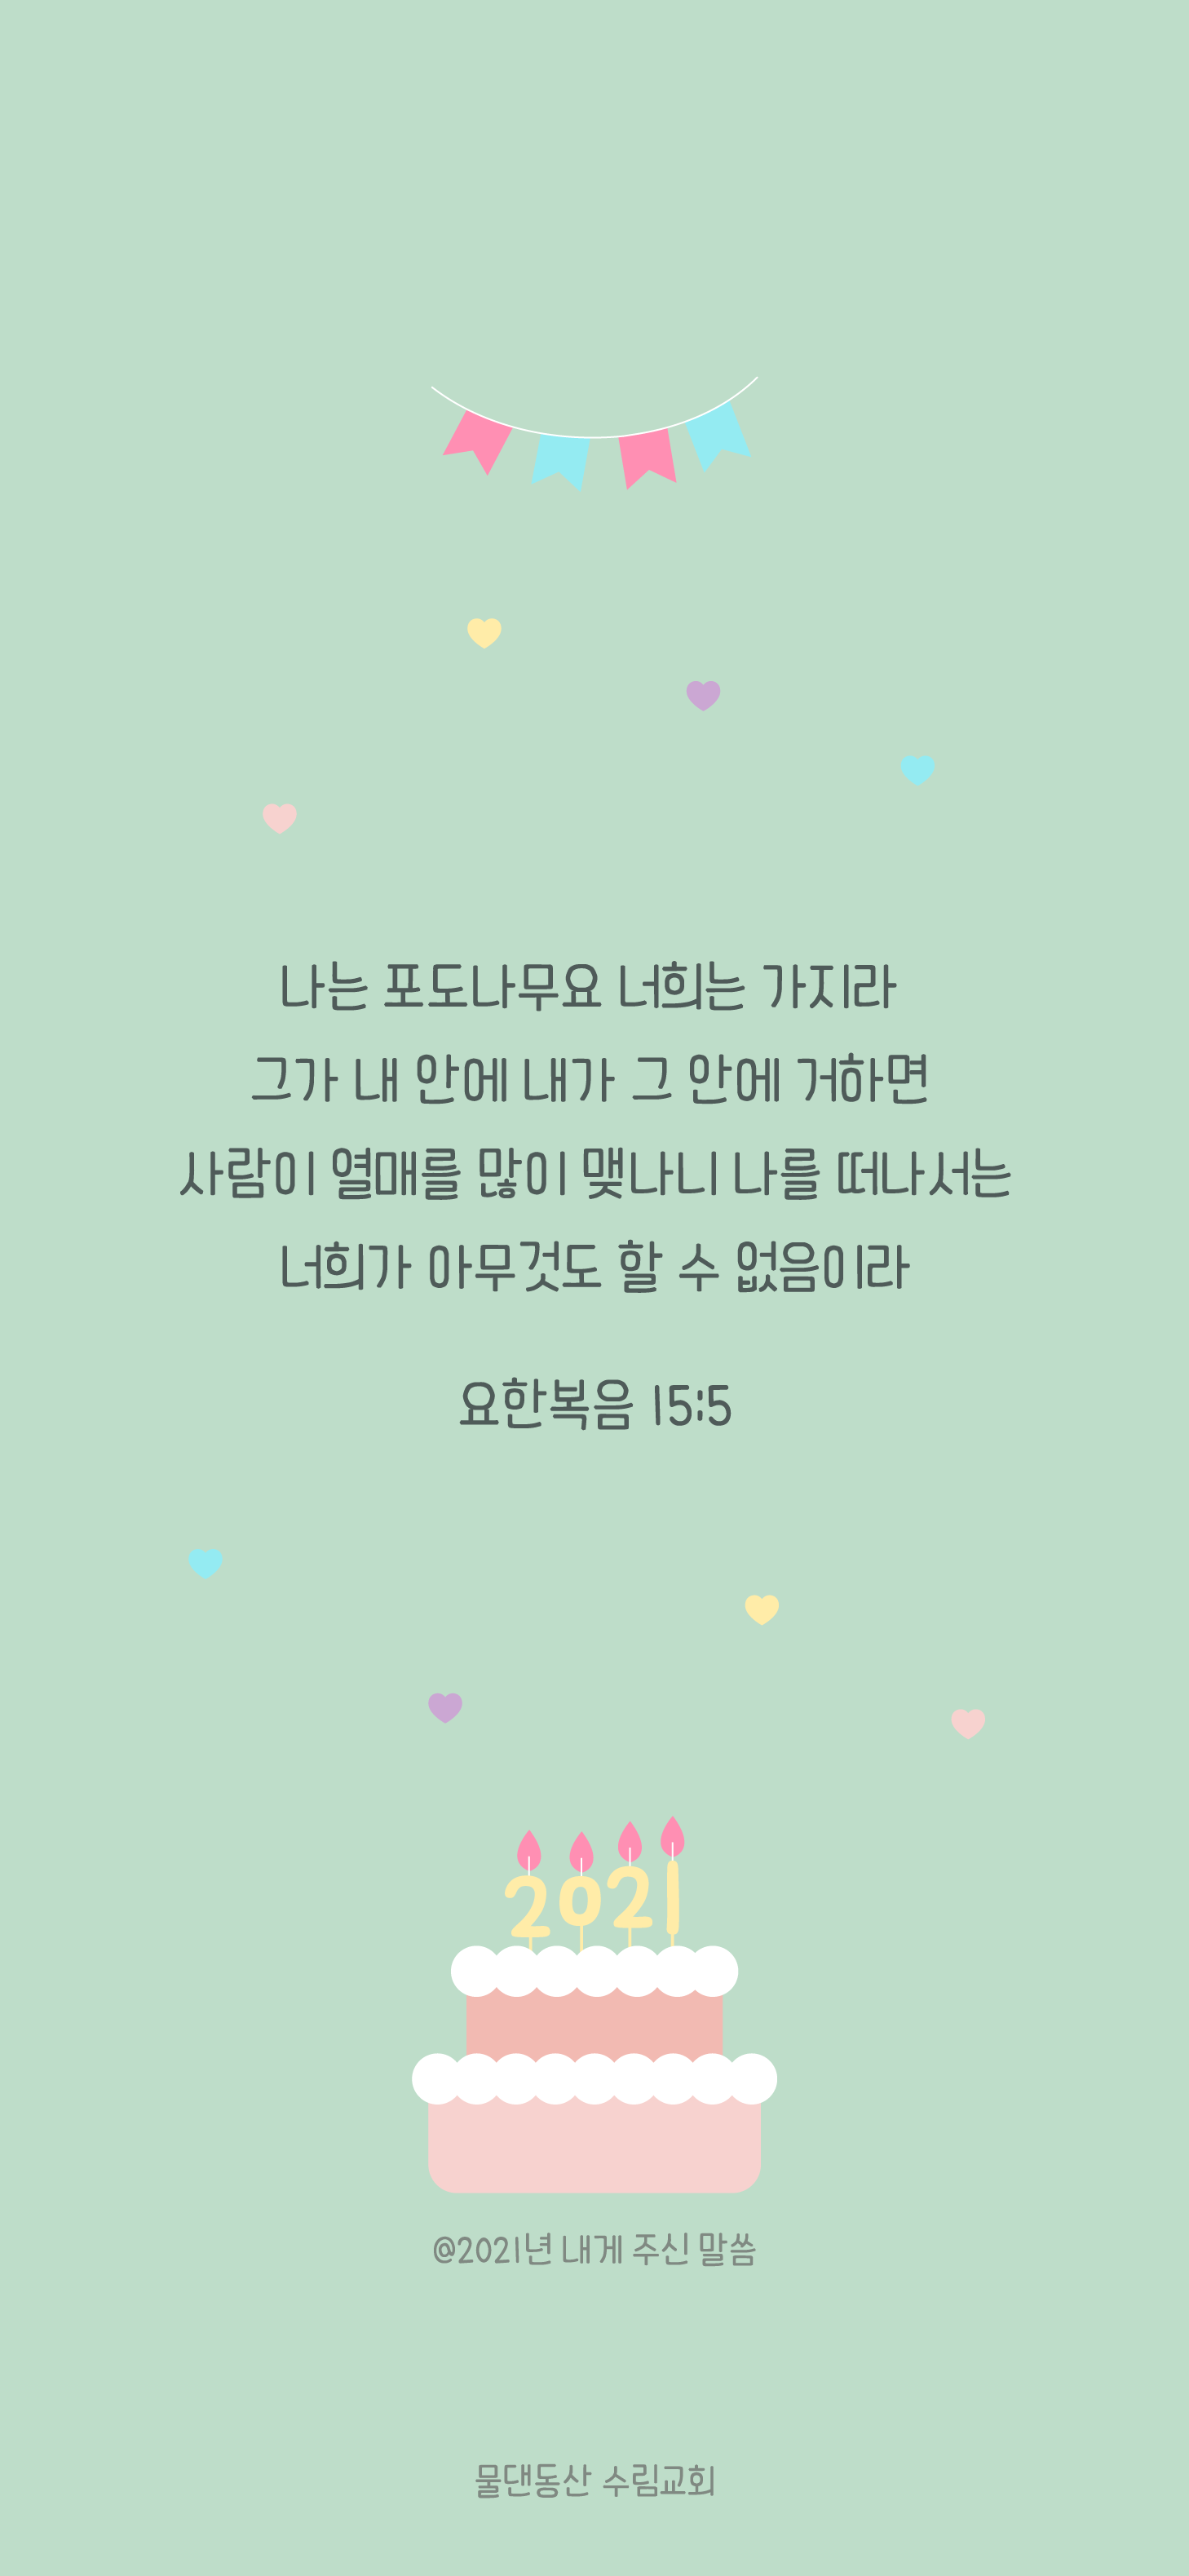 나는 포도나무요 너희는 가지라
그가 내 안에 내가 그 안에 거하면
사람이 열매를 많이 맺나니 나를 떠나서는
너희가 아무것도 할 수 없음이라
요한복음 15:5
2021
@2021년 내게 주신 말씀
물댄동산 수림교회